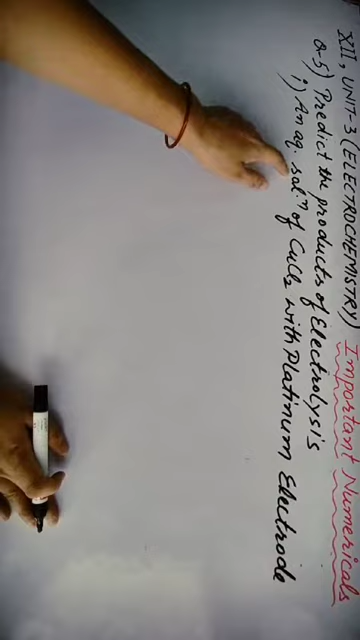 XII, UNIT-3 (ELECTROCHEMISTRY) Important Numericals
Q-5) Predict the products of Electrolysis
i) An aq. solⁿ of CuCl₂ with Platinum Electrode